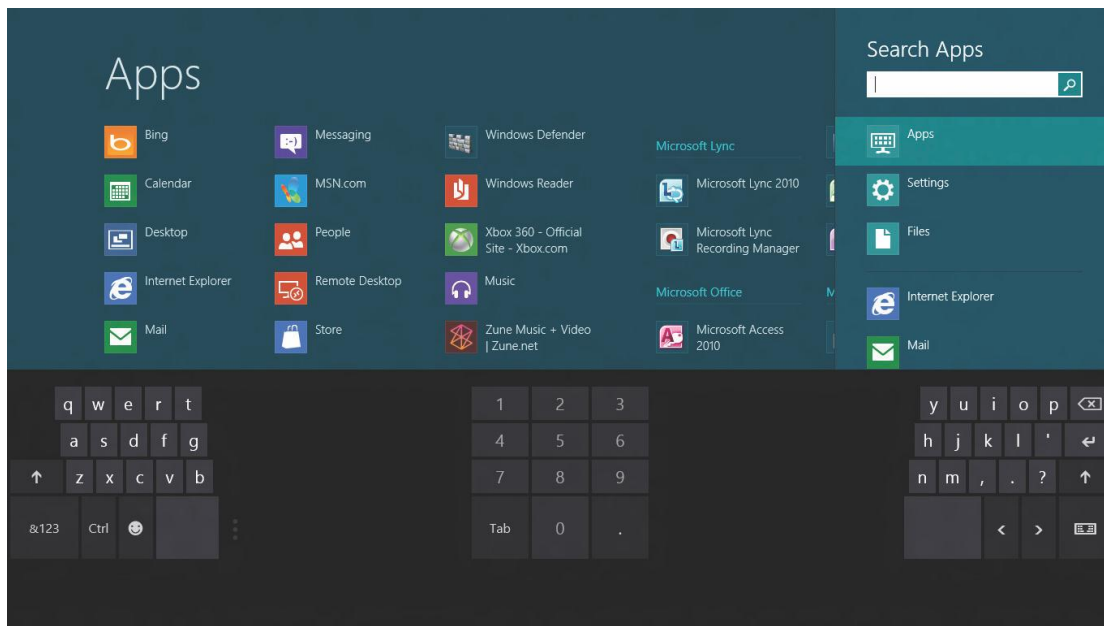 Apps
Bing
Calendar
Desktop
Internet Explorer
Mail
Messaging
MSN.com
People
Remote Desktop
Store
Windows Defender
Windows Reader
Xbox 360 - Official
Site - Xbox.com
Music
Zune Music + Video
| Zune.net
Microsoft Lync
Microsoft Lync 2010
Microsoft Lync
Recording Manager
Microsoft Office
Microsoft Access
2010
M
Search Apps
Apps
Settings
Files
Internet Explorer
Mail
q w e r t
a s d f g
z x c v b
&123 Ctrl
1 2 3
4 5 6
7 8 9
Tab 0 .
y u i o p
h j k l '
n m , . ?
< >